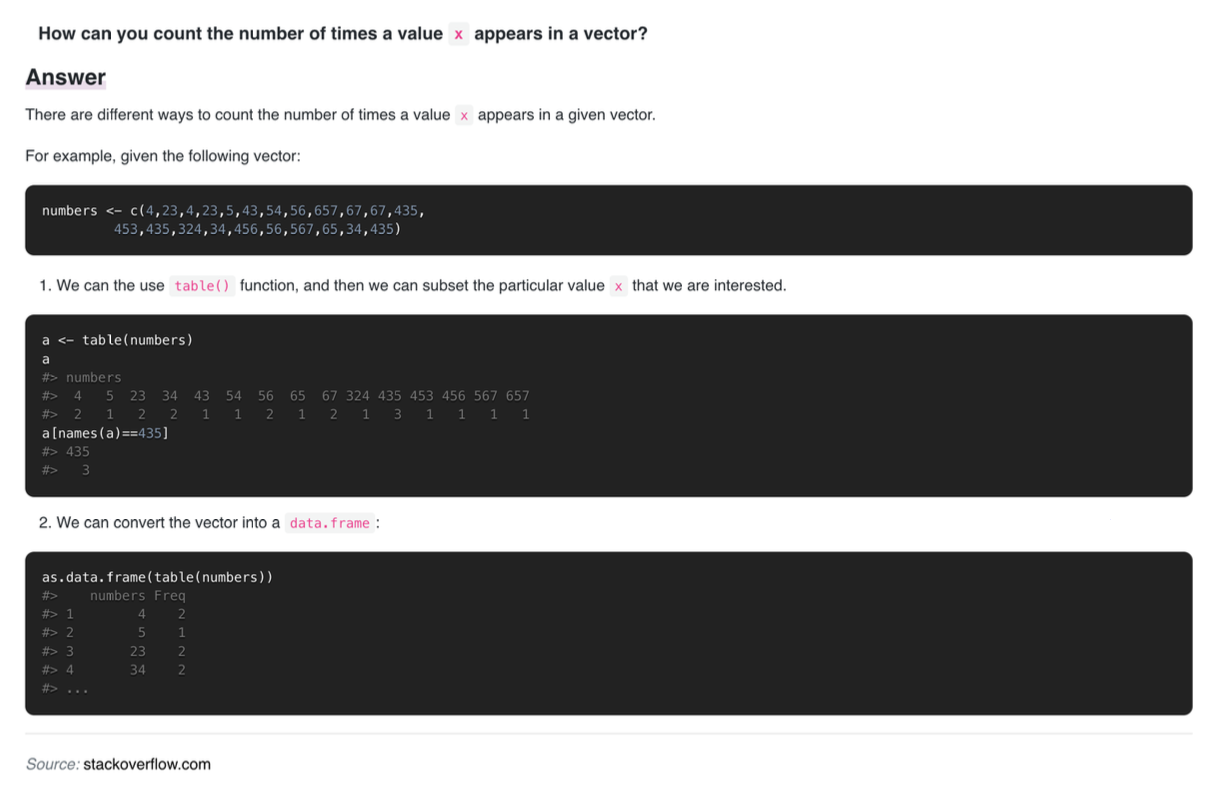 How can you count the number of times a value x appears in a vector?
Answer
There are different ways to count the number of times a value x appears in a given vector.
For example, given the following vector:
numbers <- c(4,23,4,23,5,43,54,56,657,67,67,435,
         453,435,324,34,456,56,567,65,34,435)
1. We can the use table() function, and then we can subset the particular value x that we are interested.
a <- table(numbers)
a
#> numbers
#>   4   5  23  34  43  54  56  65  67 324 435 453 456 567 657
#>   2   1   2   2   1   1   2   1   2   1   3   1   1   1   1
a[names(a)==435]
#> 435
#>   3
2. We can convert the vector into a data.frame :
as.data.frame(table(numbers))
#>    numbers Freq
#> 1        4    2
#> 2        5    1
#> 3       23    2
#> 4       34    2
#> ...
Source: stackoverflow.com